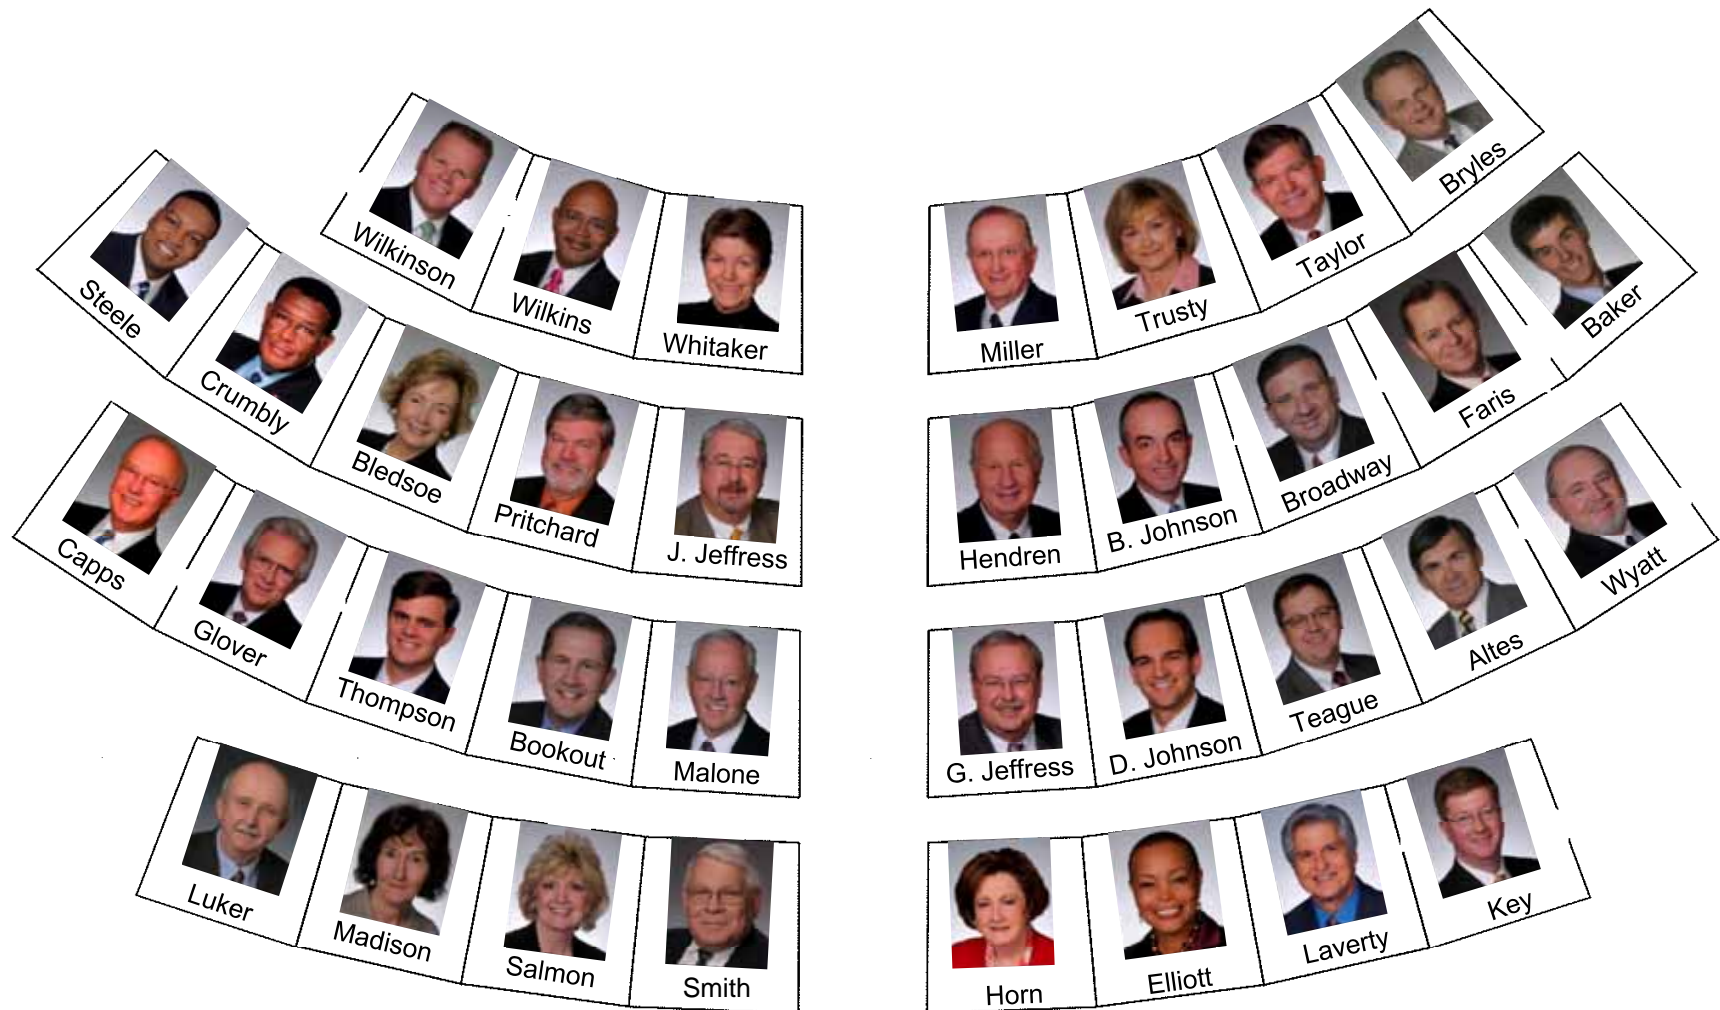 Wilkinson
Wilkins
Whitaker
Miller
Trusty
Taylor
Bryles
Steele
Crumbly
Bledsoe
Pritchard
J. Jeffress
Hendren
B. Johnson
Broadway
Faris
Baker
Capps
Glover
Thompson
Bookout
Malone
G. Jeffress
D. Johnson
Teague
Altes
Wyatt
Luker
Madison
Salmon
Smith
Horn
Elliott
Laverty
Key